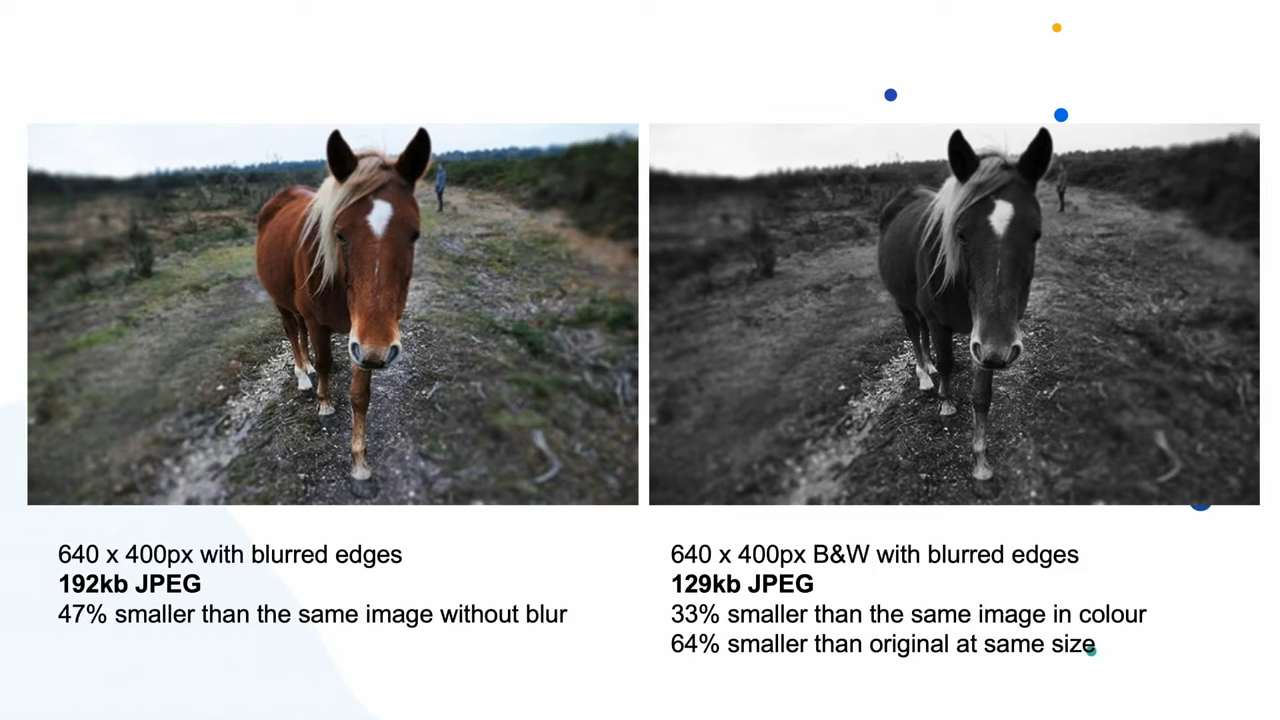 640 x 400px with blurred edges
192kb JPEG
47% smaller than the same image without blur
640 x 400px B&W with blurred edges
129kb JPEG
33% smaller than the same image in colour
64% smaller than original at same size